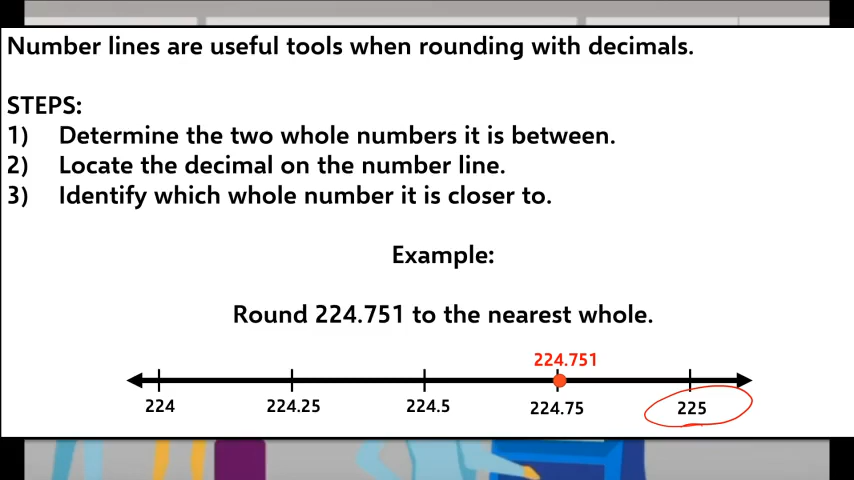 Number lines are useful tools when rounding with decimals.
STEPS:
1) Determine the two whole numbers it is between.
2) Locate the decimal on the number line.
3) Identify which whole number it is closer to.
Example:
Round 224.751 to the nearest whole.
224.751
224 224.25 224.5 224.75 225